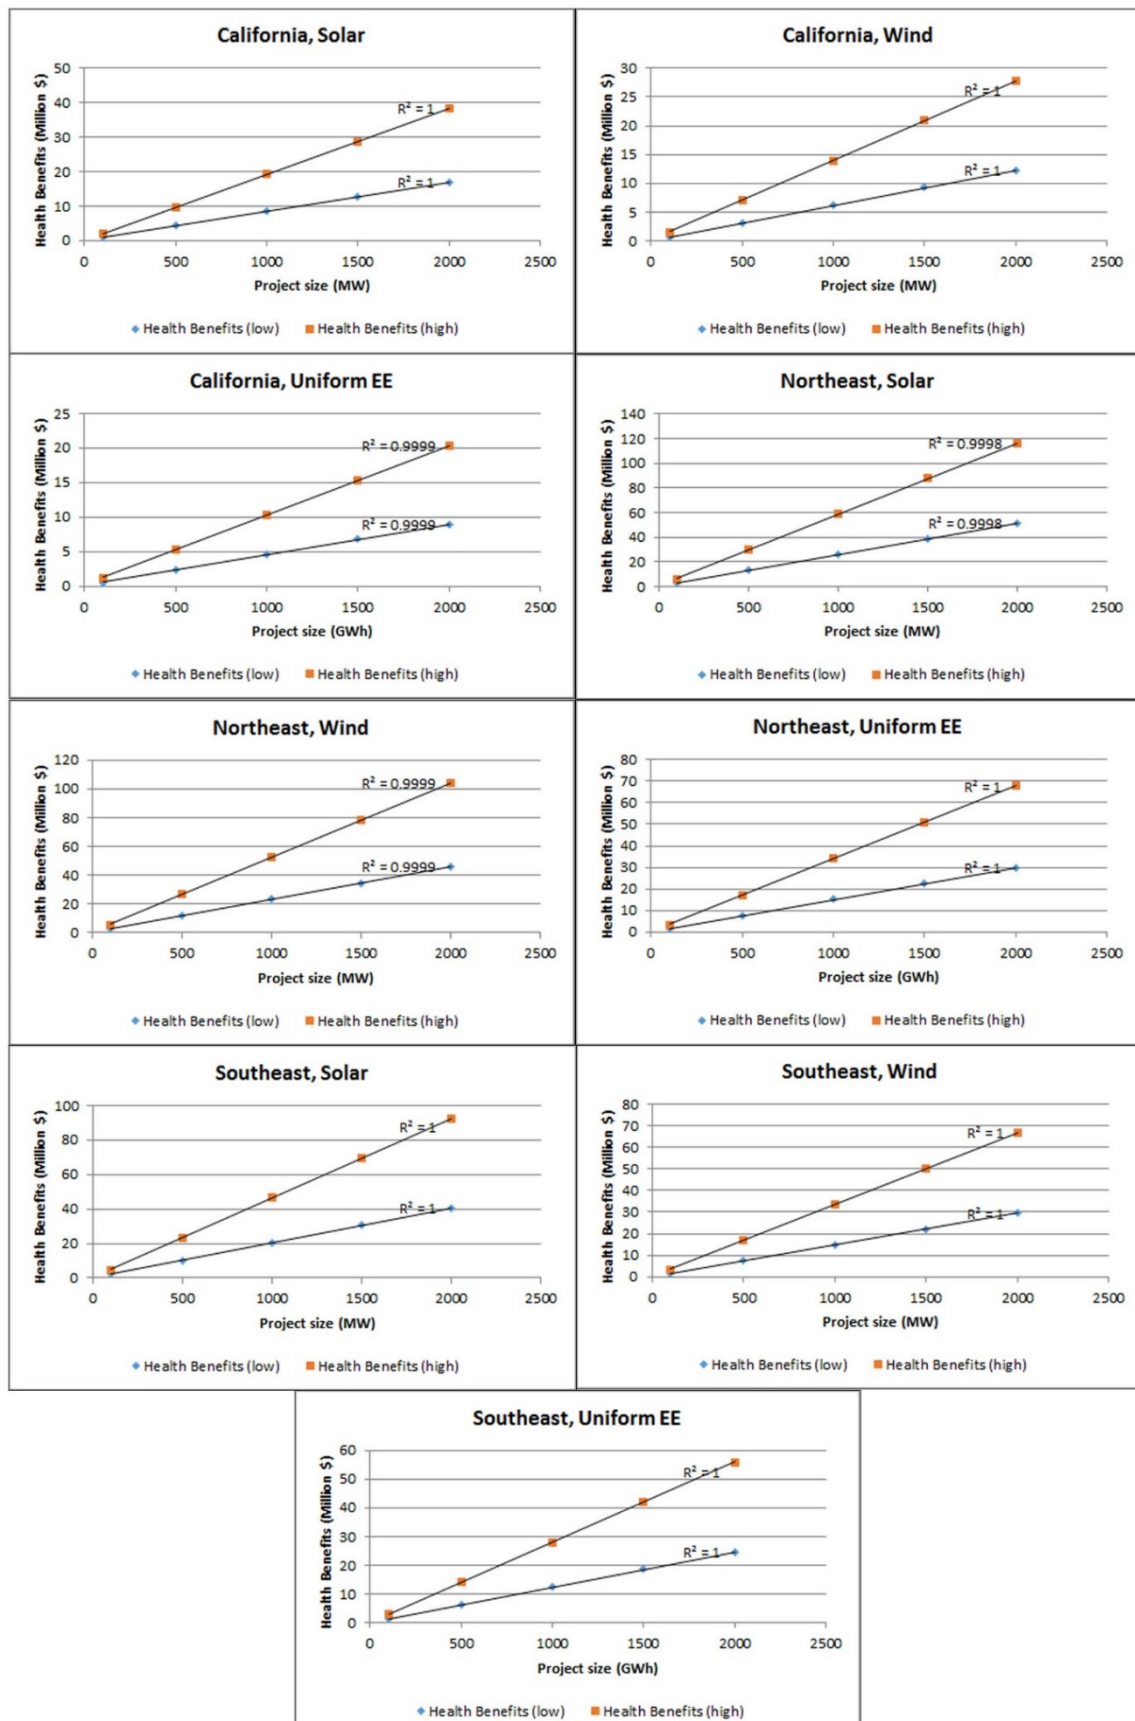 California, Solar
Health Benefits (Million $)
50
40
30
20
10
0
R² = 1
R² = 1
0 500 1000 1500 2000 2500
Project size (MW)
Health Benefits (low) Health Benefits (high)
California, Wind
Health Benefits (Million $)
30
25
20
15
10
5
0
R² = 1
R² = 1
0 500 1000 1500 2000 2500
Project size (MW)
Health Benefits (low) Health Benefits (high)
California, Uniform EE
Health Benefits (Million $)
25
20
15
10
5
0
R² = 0.9999
R² = 0.9999
0 500 1000 1500 2000 2500
Project size (GWh)
Health Benefits (low) Health Benefits (high)
Northeast, Solar
Health Benefits (Million $)
140
120
100
80
60
40
20
0
R² = 0.9998
R² = 0.9998
0 500 1000 1500 2000 2500
Project size (MW)
Health Benefits (low) Health Benefits (high)
Northeast, Wind
Health Benefits (Million $)
120
100
80
60
40
20
0
R² = 0.9999
R² = 0.9999
0 500 1000 1500 2000 2500
Project size (MW)
Health Benefits (low) Health Benefits (high)
Northeast, Uniform EE
Health Benefits (Million $)
80
70
60
50
40
30
20
10
0
R² = 1
R² = 1
0 500 1000 1500 2000 2500
Project size (GWh)
Health Benefits (low) Health Benefits (high)
Southeast, Solar
Health Benefits (Million $)
100
80
60
40
20
0
R² = 1
R² = 1
0 500 1000 1500 2000 2500
Project size (MW)
Health Benefits (low) Health Benefits (high)
Southeast, Wind
Health Benefits (Million $)
80
70
60
50
40
30
20
10
0
R² = 1
R² = 1
0 500 1000 1500 2000 2500
Project size (MW)
Health Benefits (low) Health Benefits (high)
Southeast, Uniform EE
Health Benefits (Million $)
60
50
40
30
20
10
0
R² = 1
R² = 1
0 500 1000 1500 2000 2500
Project size (GWh)
Health Benefits (low) Health Benefits (high)